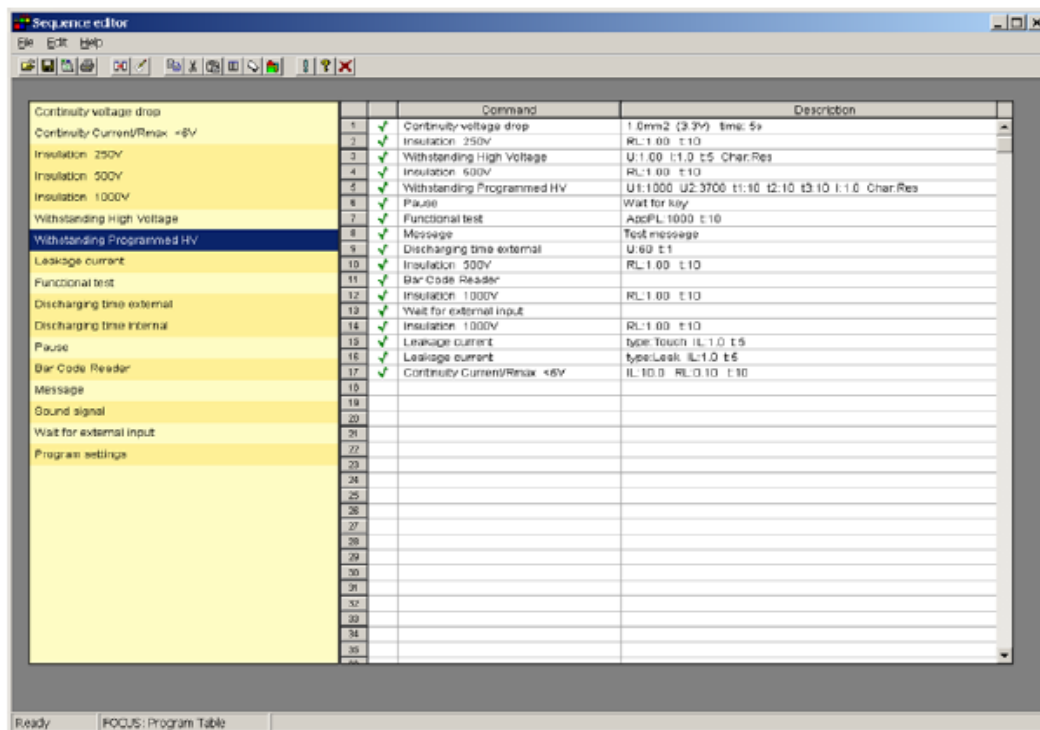 Sequence editor
File Edit Help
Continuity voltage drop
Continuity Current/Rmax <6V
Insulation 250V
Insulation 500V
Insulation 1000V
Withstanding High Voltage
Withstanding Programmed HV
Leakage current
Functional test
Discharging time external
Discharging time internal
Pause
Bar Code Reader
Message
Sound signal
Wait for external input
Program settings
Command Description
1 Continuity voltage drop 1.0mm2 (3.3V) time: 5s
2 Insulation 250V RL:1.00 t:10
3 Withstanding High Voltage U:1.00 I:1.0 t:5 Char:Res
4 Insulation 500V RL:1.00 t:10
5 Withstanding Programmed HV U1:1000 U2:3700 t1:10 t2:10 t3:10 I:1.0 Char:Res
6 Pause Wait for key
7 Functional test AppPL:1000 t:10
8 Message Test message
9 Discharging time external U:60 t:1
10 Insulation 500V RL:1.00 t:10
11 Bar Code Reader
12 Insulation 1000V RL:1.00 t:10
13 Wait for external input
14 Insulation 1000V RL:1.00 t:10
15 Leakage current type:Touch IL:1.0 t:5
16 Leakage current type:Leak IL:1.0 t:5
17 Continuity Current/Rmax <6V IL:10.0 RL:0.10 t:10
18
19
20
21
22
23
24
25
26
27
28
29
30
31
32
33
34
35
Ready FOCUS: Program Table